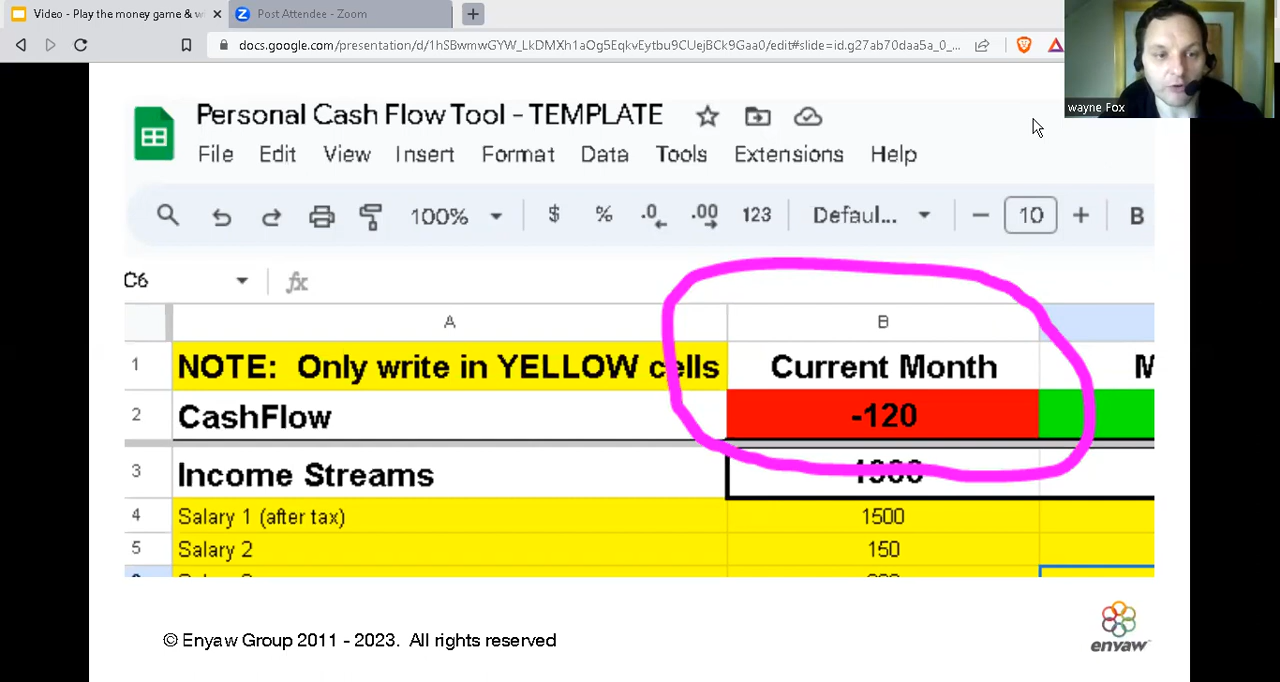 Video - Play the money game & w
Post Attendee - Zoom
docs.google.com/presentation/d/1hSBwmwGYW_LkDMXh1aOg5EqkvEytbu9CUejBCk9Gaa0/edit#slide=id.g27ab70daa5a_0_...
wayne Fox
Personal Cash Flow Tool - TEMPLATE
File Edit View Insert Format Data Tools Extensions Help
100% $ % .0 .00 123 Defaul... 10 B
C6 fx
A B
1 NOTE: Only write in YELLOW cells Current Month M
2 CashFlow -120
3 Income Streams
4 Salary 1 (after tax) 1500
5 Salary 2 150
© Enyaw Group 2011 - 2023. All rights reserved
enyaw